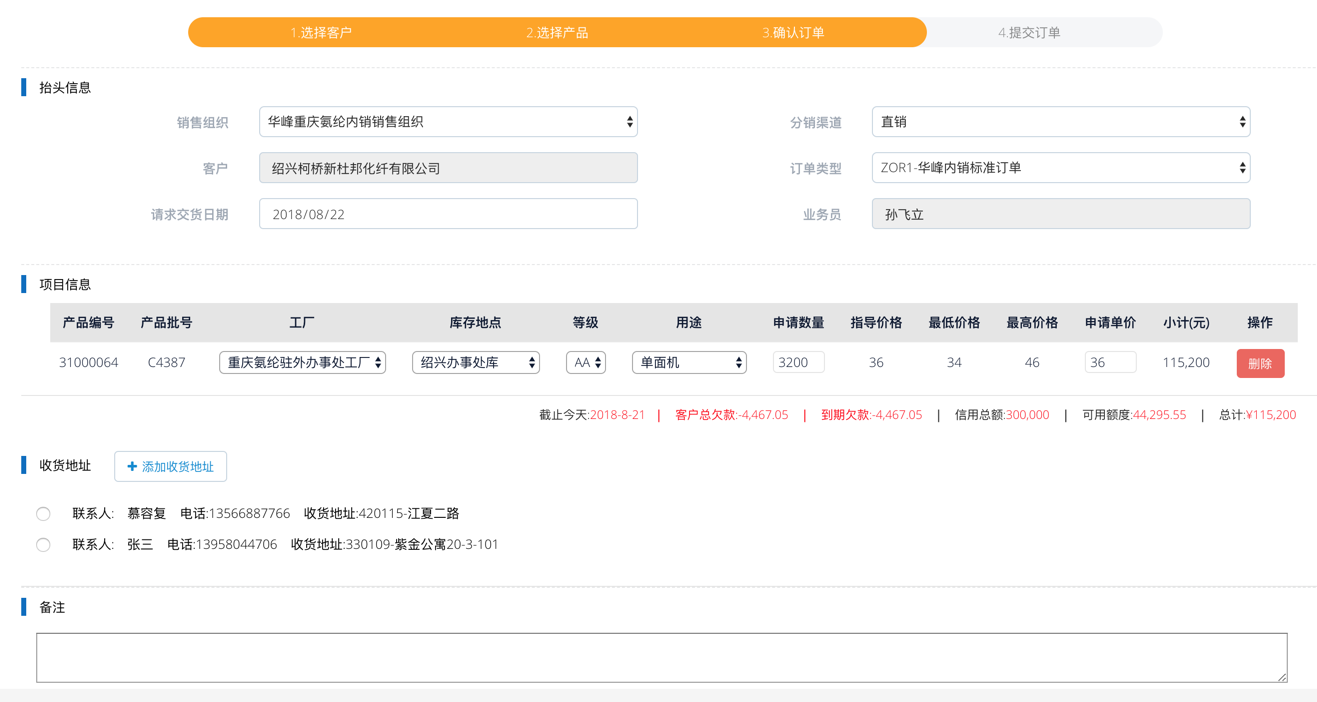 1.选择客户 2.选择产品 3.确认订单 4.提交订单
抬头信息
销售组织 华峰重庆氨纶内销销售组织 分销渠道 直销
客户 绍兴柯桥新杜邦化纤有限公司 订单类型 ZOR1-华峰内销标准订单
请求交货日期 2018/08/22 业务员 孙飞立
项目信息
产品编号 产品批号 工厂 库存地点 等级 用途 申请数量 指导价格 最低价格 最高价格 申请单价 小计(元) 操作
31000064 C4387 重庆氨纶驻外办事处工厂 绍兴办事处库 AA 单面机 3200 36 34 46 36 115,200 删除
截止今天:2018-8-21 | 客户总欠款:-4,467.05 | 到期欠款:-4,467.05 | 信用总额:300,000 | 可用额度:44,295.55 | 总计:¥115,200
收货地址 + 添加收货地址
联系人: 慕容复 电话:13566887766 收货地址:420115-江夏二路
联系人: 张三 电话:13958044706 收货地址:330109-紫金公寓20-3-101
备注